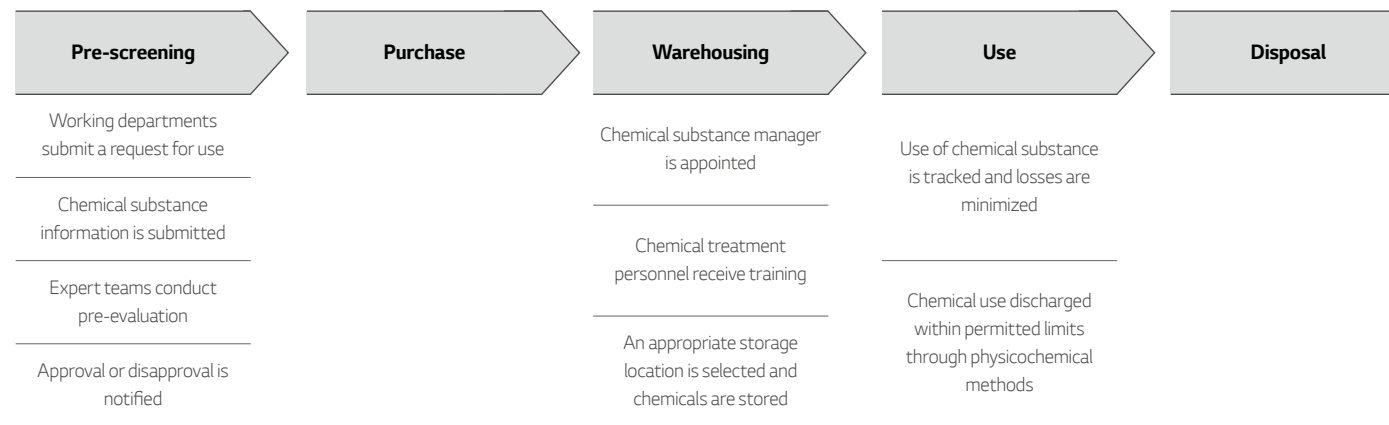 Pre-screening
Purchase
Warehousing
Use
Disposal
Working departments
submit a request for use
Chemical substance
information is submitted
Expert teams conduct
pre-evaluation
Approval or disapproval is
notified
Chemical substance manager
is appointed
Chemical treatment
personnel receive training
An appropriate storage
location is selected and
chemicals are stored
Use of chemical substance
is tracked and losses are
minimized
Chemical use discharged
within permitted limits
through physicochemical
methods